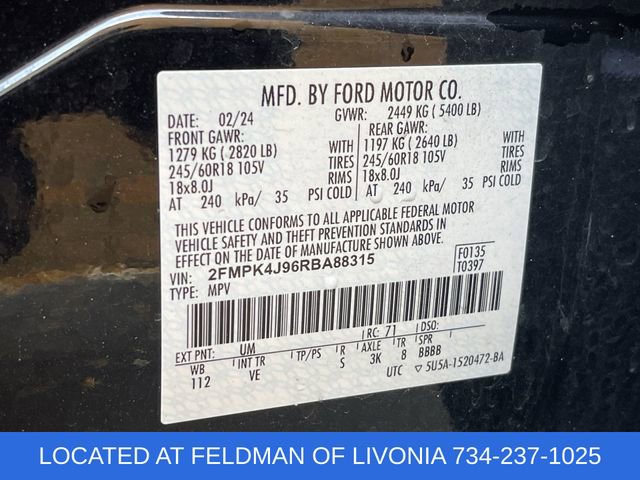 MFD. BY FORD MOTOR CO.
DATE: 02/24 GVWR: 2449 KG ( 5400 LB)
FRONT GAWR: REAR GAWR:
1279 KG ( 2820 LB) WITH 1197 KG ( 2640 LB) WITH
245/60R18 105V TIRES 245/60R18 105V TIRES
18x8.0J RIMS 18x8.0J RIMS
AT 240 kPa/ 35 PSI COLD AT 240 kPa/ 35 PSI COLD
THIS VEHICLE CONFORMS TO ALL APPLICABLE FEDERAL MOTOR
VEHICLE SAFETY AND THEFT PREVENTION STANDARDS IN EFFECT
ON THE DATE OF MANUFACTURE SHOWN ABOVE.
VIN: 2FMPK4J96RBA88315 F0135
TYPE: MPV T0397
EXT PNT: UM RC: 71 DSO:
WB INT TR TP/PS R AXLE TR SPR
112 VE S 3K 8 BBBB
UTC ▽ 5U5A-1520472-BA
LOCATED AT FELDMAN OF LIVONIA 734-237-1025